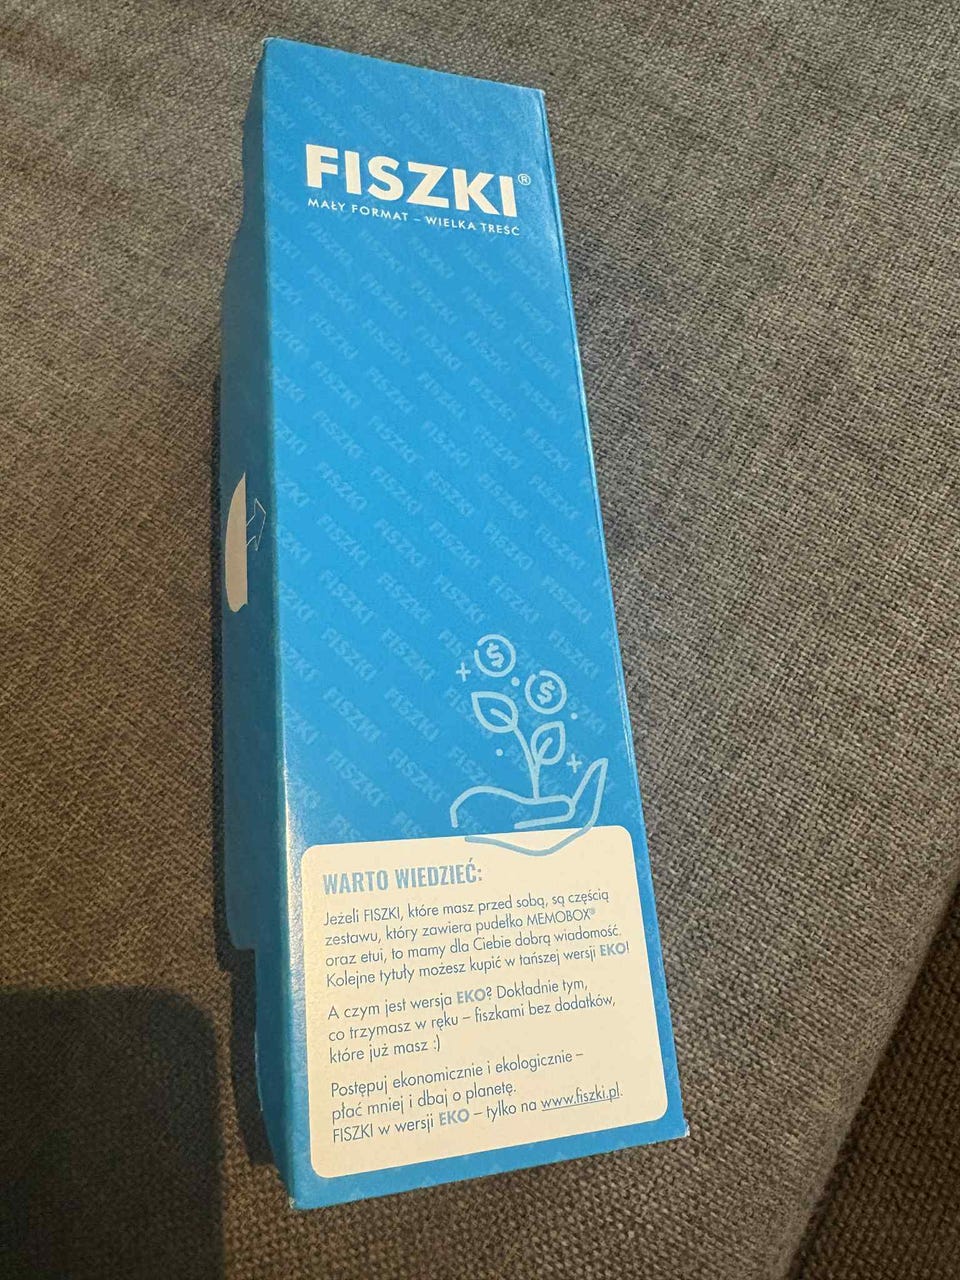 FISZKI®
MAŁY FORMAT – WIELKA TREŚĆ
WARTO WIEDZIEĆ:
Jeżeli FISZKI, które masz przed sobą, są częścią
zestawu, który zawiera pudełko MEMOBOX®
oraz etui, to mamy dla Ciebie dobrą wiadomość.
Kolejne tytuły możesz kupić w tańszej wersji EKO!
A czym jest wersja EKO? Dokładnie tym,
co trzymasz w ręku – fiszkami bez dodatków,
które już masz :)
Postępuj ekonomicznie i ekologicznie –
płać mniej i dbaj o planetę.
FISZKI w wersji EKO – tylko na www.fiszki.pl.